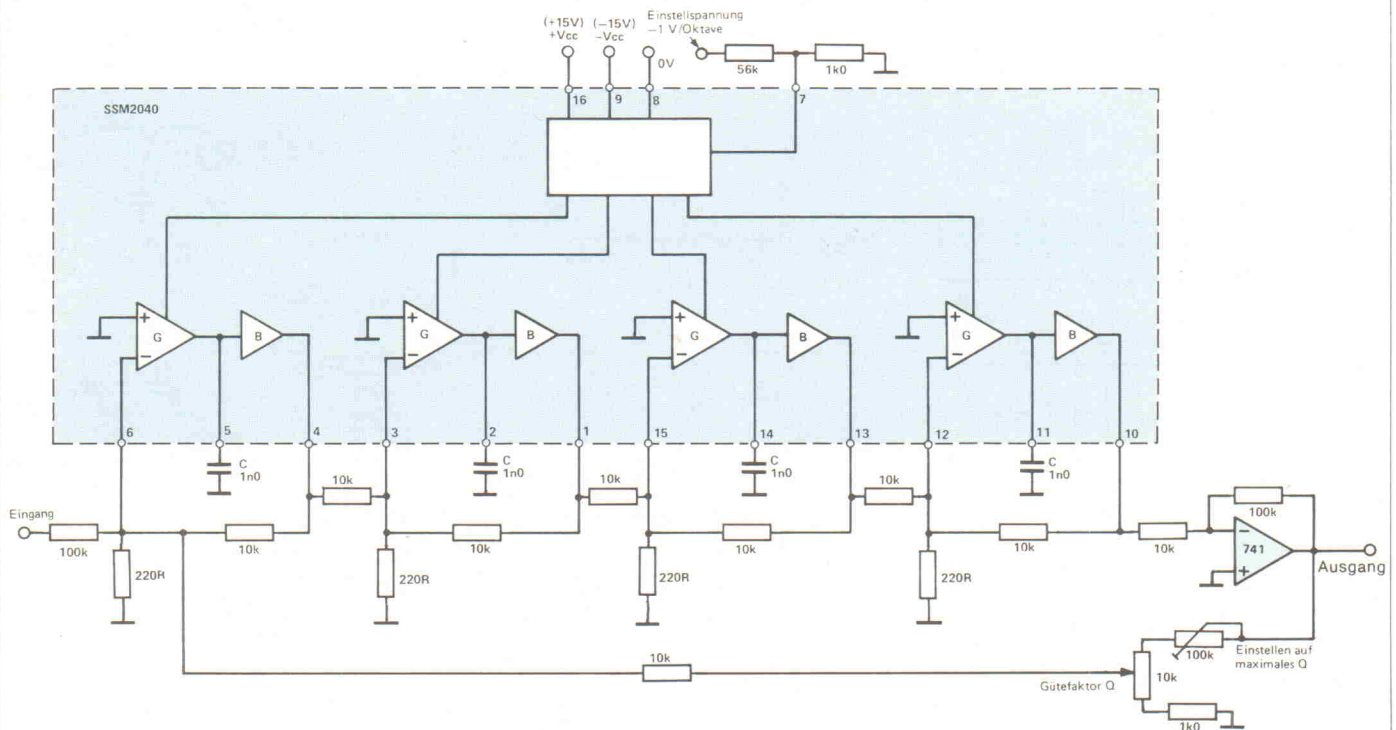 (+15V) (−15V)
+Vcc −Vcc
0V
Einstellspannung
−1 V/Oktave
56k
1k0
SSM2040
16
9
8
7
+
G
−
B
+
G
−
B
+
G
−
B
+
G
−
B
6
5
4
3
2
1
15
14
13
12
11
10
C
1n0
C
1n0
C
1n0
C
1n0
10k
10k
10k
Eingang
100k
10k
10k
10k
10k
10k
100k
−
741
+
Ausgang
220R
220R
220R
220R
10k
Gütefaktor Q
100k
Einstellen auf
maximales Q
10k
1k0